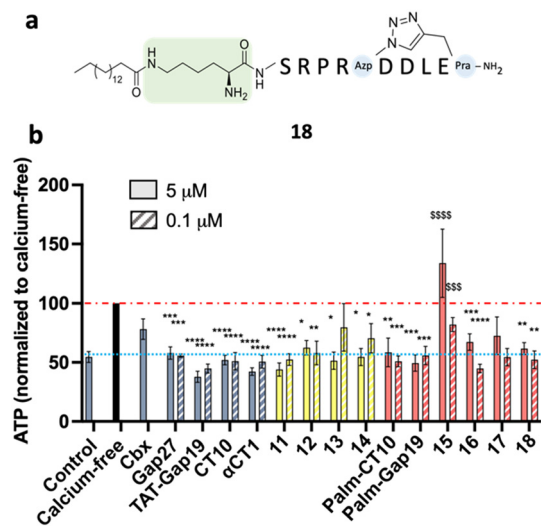 a
N N N
H N O NH₂ O N H S R P R Azp D D L E Pra NH₂
12
18
b
ATP (normalized to calcium-free)
200
150
100
50
0
5 μM
0.1 μM
*** *** **** **** **** **** **** **** **** **** * ** * * * ** *** *** *** $$$$ $$$ *** **** ** **
Control
Calcium-free
Cbx
Gap27
TAT-Gap19
CT10
αCT1
11
12
13
14
Palm-CT10
Palm-Gap19
15
16
17
18